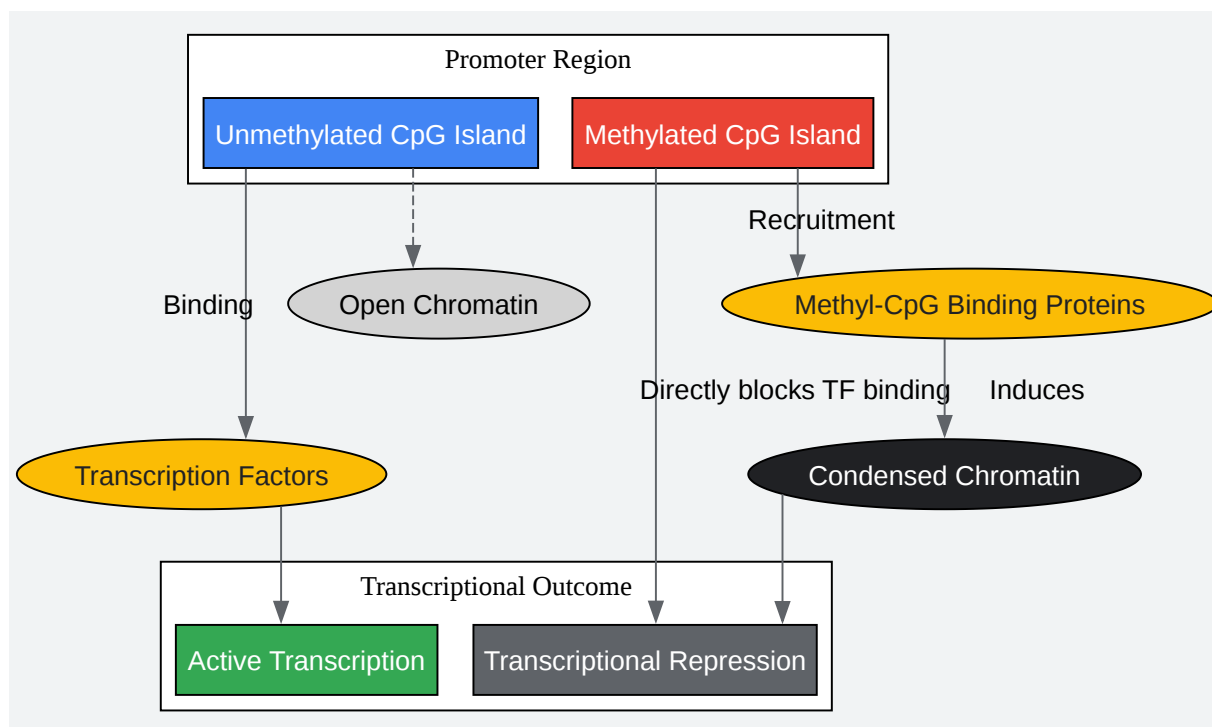 Promoter Region
Unmethylated CpG Island
Methylated CpG Island
Recruitment
Binding
Open Chromatin
Methyl-CpG Binding Proteins
Directly blocks TF binding
Induces
Transcription Factors
Condensed Chromatin
Transcriptional Outcome
Active Transcription
Transcriptional Repression